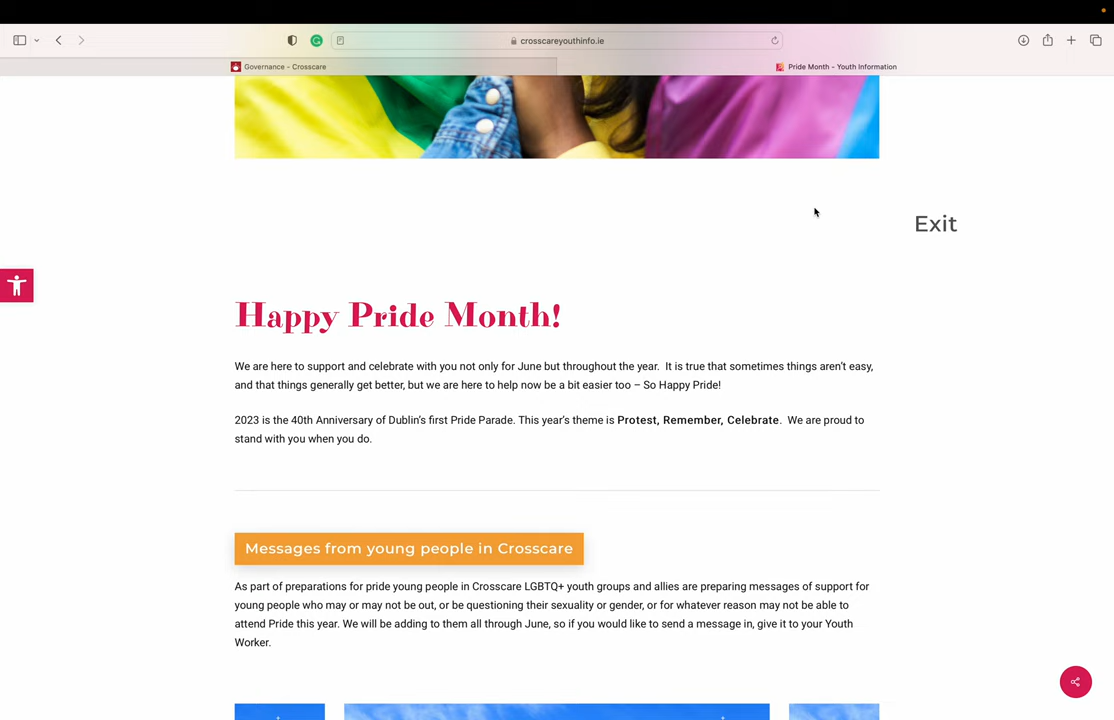 crosscareyouthinfo.ie
Governance - Crosscare
Pride Month – Youth Information
Exit
Happy Pride Month!
We are here to support and celebrate with you not only for June but throughout the year.  It is true that sometimes things aren’t easy,
and that things generally get better, but we are here to help now be a bit easier too – So Happy Pride!
2023 is the 40th Anniversary of Dublin’s first Pride Parade. This year’s theme is Protest, Remember, Celebrate.  We are proud to
stand with you when you do.
Messages from young people in Crosscare
As part of preparations for pride young people in Crosscare LGBTQ+ youth groups and allies are preparing messages of support for
young people who may or may not be out, or be questioning their sexuality or gender, or for whatever reason may not be able to
attend Pride this year. We will be adding to them all through June, so if you would like to send a message in, give it to your Youth
Worker.